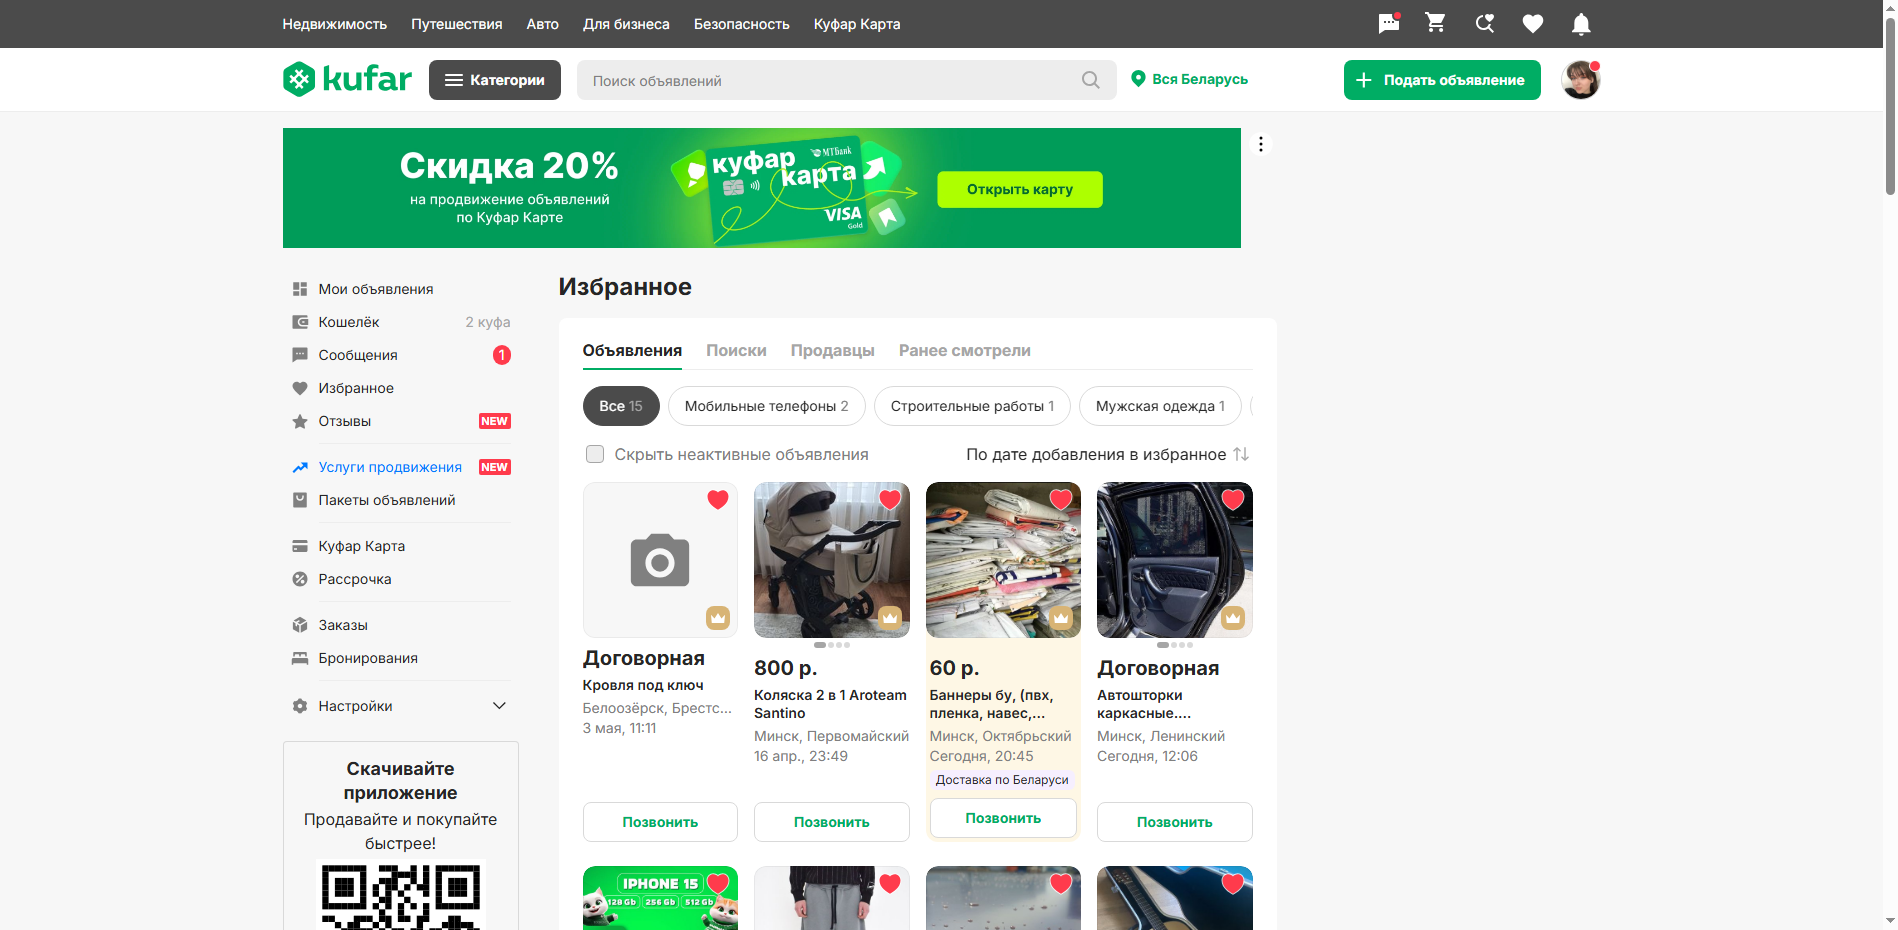 Недвижимость Путешествия Авто Для бизнеса Безопасность Куфар Карта
kufar Категории Поиск объявлений Вся Беларусь Подать объявление
Скидка 20%
на продвижение объявлений
по Куфар Карте
куфар
карта
MTBank
VISA
Gold
Открыть карту
Мои объявления
Кошелёк 2 куфа
Сообщения 1
Избранное
Отзывы NEW
Услуги продвижения NEW
Пакеты объявлений
Куфар Карта
Рассрочка
Заказы
Бронирования
Настройки
Скачивайте
приложение
Продавайте и покупайте
быстрее!
Избранное
Объявления Поиски Продавцы Ранее смотрели
Все 15 Мобильные телефоны 2 Строительные работы 1 Мужская одежда 1
Скрыть неактивные объявления По дате добавления в избранное
Договорная
Кровля под ключ
Белоозёрск, Брестс...
3 мая, 11:11
Позвонить
800 р.
Коляска 2 в 1 Aroteam
Santino
Минск, Первомайский
16 апр., 23:49
Позвонить
60 р.
Баннеры бу, (пвх,
пленка, навес,...
Минск, Октябрьский
Сегодня, 20:45
Доставка по Беларуси
Позвонить
Договорная
Автошторки
каркасные....
Минск, Ленинский
Сегодня, 12:06
Позвонить
IPHONE 15
128 Gb 256 Gb 512 Gb